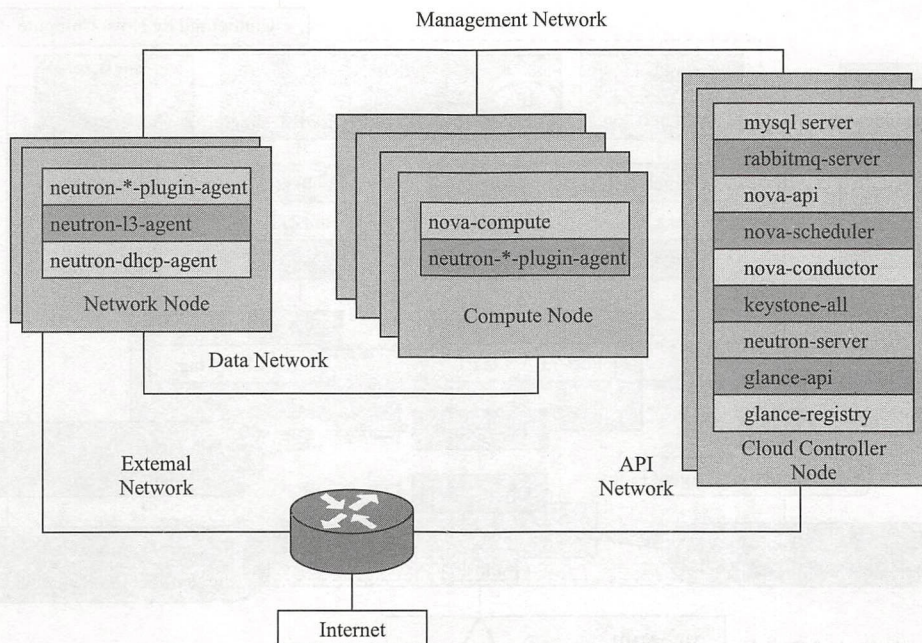 Management Network
neutron-*-plugin-agent
neutron-l3-agent
neutron-dhcp-agent
Network Node
nova-compute
neutron-*-plugin-agent
Compute Node
mysql server
rabbitmq-server
nova-api
nova-scheduler
nova-conductor
keystone-all
neutron-server
glance-api
glance-registry
Cloud Controller
Node
Data Network
External
Network
API
Network
Internet